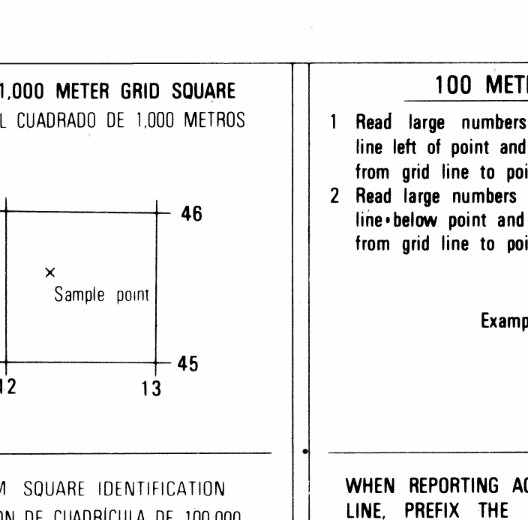 1,000 METER GRID SQUARE
L CUADRADO DE 1,000 METROS
46
Sample point
45
12
13
M SQUARE IDENTIFICATION
ON DE CUADRÍCULA DE 100,000
100 METE
1 Read large numbers
line left of point and
from grid line to poi
2 Read large numbers
line•below point and
from grid line to poi
Examp
WHEN REPORTING AC
LINE, PREFIX THE